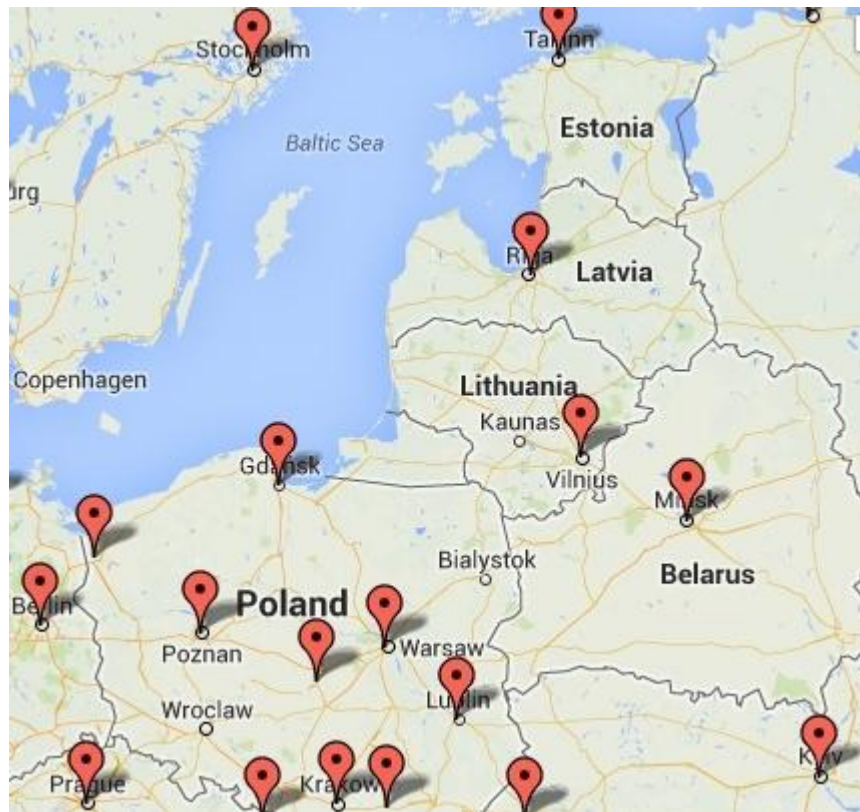 Stockholm
Tallinn
Estonia
Baltic Sea
urg
Riga
Latvia
Copenhagen
Lithuania
Kaunas
Vilnius
Gdansk
Minsk
Bialystok
Belarus
Berlin
Poland
Poznan
Warsaw
Lublin
Wroclaw
Prague
Krakow
Kyiv